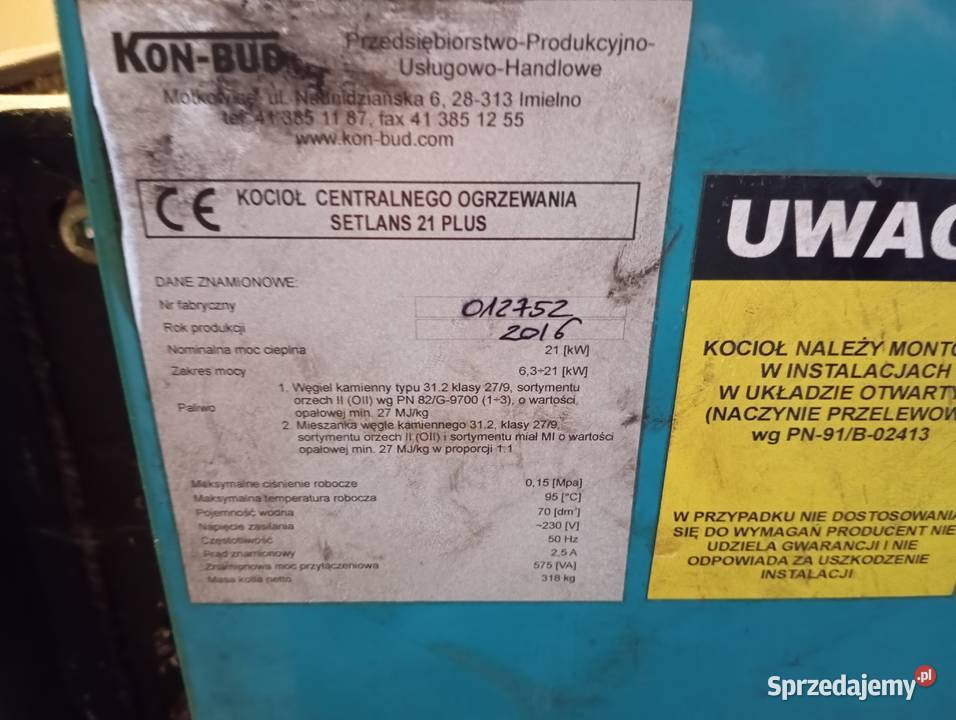 KON-BUD
Przedsiębiorstwo-Produkcyjno-
Usługowo-Handlowe
ul. Nadnidziańska 6, 28-313 Imielno
tel. 41 385 11 87, fax 41 385 12 55
www.kon-bud.com
CE KOCIOŁ CENTRALNEGO OGRZEWANIA
SETLANS 21 PLUS
DANE ZNAMIONOWE:
Nr fabryczny 012752
Rok produkcji 2016
Nominalna moc cieplna 21 [kW]
Zakres mocy 6,3÷21 [kW]
Paliwo
1. Węgiel kamienny typu 31.2 klasy 27/9, sortymentu
orzech II (OII) wg PN 82/G-9700 (1÷3), o wartości
opałowej min. 27 MJ/kg
2. Mieszanka węgle kamiennego 31.2, klasy 27/9,
sortymentu orzech II (OII) i sortymentu miał MI o wartości
opałowej min. 27 MJ/kg w proporcji 1:1
Maksymalne ciśnienie robocze 0,15 [Mpa]
Maksymalna temperatura robocza 95 [°C]
Pojemność wodna 70 [dm³]
Napięcie zasilania ~230 [V]
Częstotliwość 50 Hz
Prąd znamionowy 2,5 A
Znamionowa moc przyłączeniowa 575 [VA]
Masa kotła netto 318 kg
UWAG
KOCIOŁ NALEŻY MONTO
W INSTALACJACH
W UKŁADZIE OTWARTY
(NACZYNIE PRZELEWOW
wg PN-91/B-02413
W PRZYPADKU NIE DOSTOSOWANIA
SIĘ DO WYMAGAŃ PRODUCENT NIE
UDZIELA GWARANCJI I NIE
ODPOWIADA ZA USZKODZENIE
INSTALACJI
Sprzedajemy.pl